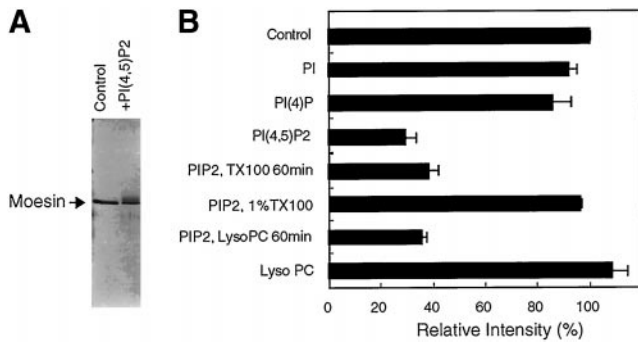 A
Control
+PI(4,5)P2
Moesin
B
Control
PI
PI(4)P
PI(4,5)P2
PIP2, TX100 60min
PIP2, 1%TX100
PIP2, LysoPC 60min
Lyso PC
0 20 40 60 80 100
Relative Intensity (%)